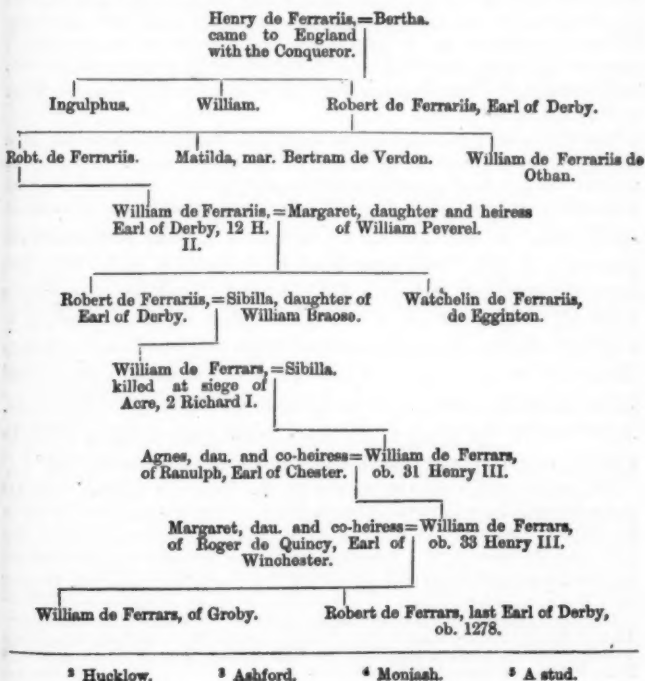 Henry de Ferrariis,=Bertha.
came to England
with the Conqueror.
Ingulphus. William. Robert de Ferrariis, Earl of Derby.
Robt. de Ferrariis. Matilda, mar. Bertram de Verdon. William de Ferrariis de
Othan.
William de Ferrariis,=Margaret, daughter and heiress
Earl of Derby, 12 H. of William Peverel.
II.
Robert de Ferrariis,=Sibilla, daughter of Watchelin de Ferrariis,
Earl of Derby. William Braose. de Egginton.
William de Ferrars,=Sibilla.
killed at siege of
Acre, 2 Richard I.
Agnes, dau. and co-heiress=William de Ferrars,
of Ranulph, Earl of Chester. ob. 31 Henry III.
Margaret, dau. and co-heiress=William de Ferrars,
of Roger de Quincy, Earl of ob. 33 Henry III.
Winchester.
William de Ferrars, of Groby. Robert de Ferrars, last Earl of Derby,
ob. 1278.
² Hucklow. ³ Ashford. ⁴ Moniash. ⁵ A stud.